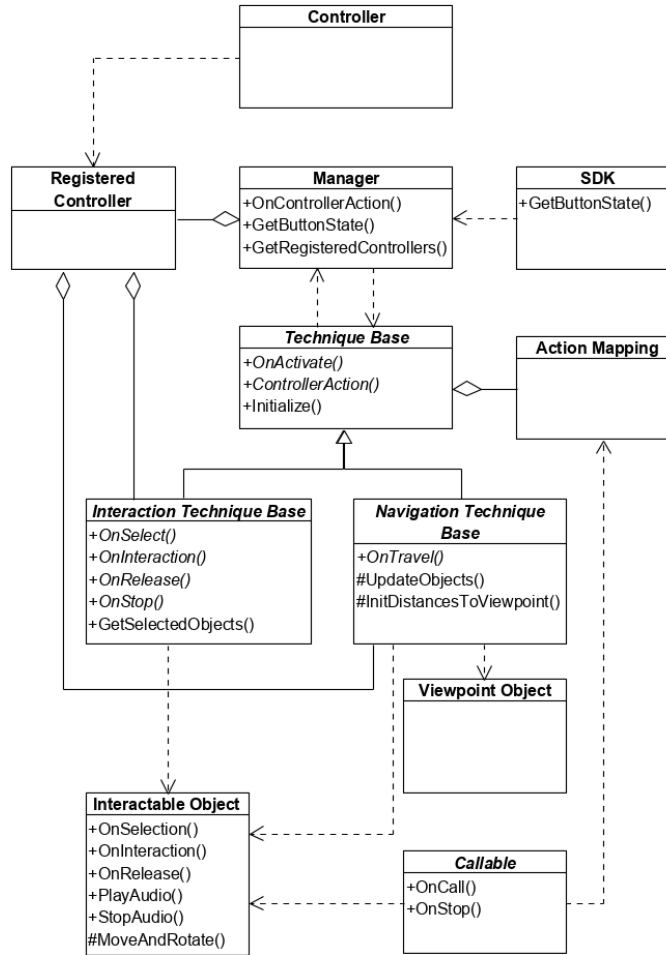 Controller
Registered
Controller
Manager
+OnControllerAction()
+GetButtonState()
+GetRegisteredControllers()
SDK
+GetButtonState()
Technique Base
+OnActivate()
+ControllerAction()
+Initialize()
Action Mapping
Interaction Technique Base
+OnSelect()
+OnInteraction()
+OnRelease()
+OnStop()
+GetSelectedObjects()
Navigation Technique
Base
+OnTravel()
#UpdateObjects()
#InitDistancesToViewpoint()
Viewpoint Object
Interactable Object
+OnSelection()
+OnInteraction()
+OnRelease()
+PlayAudio()
+StopAudio()
#MoveAndRotate()
Callable
+OnCall()
+OnStop()